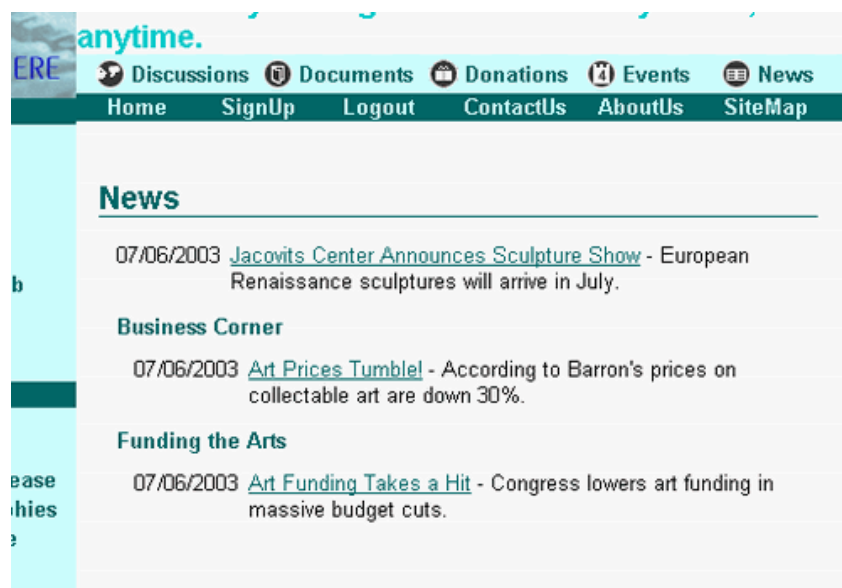 anytime.
ERE
Discussions Documents Donations 4 Events News
Home SignUp Logout ContactUs AboutUs SiteMap
News
07/06/2003 Jacovits Center Announces Sculpture Show - European
Renaissance sculptures will arrive in July.
b
Business Corner
07/06/2003 Art Prices Tumble! - According to Barron's prices on
collectable art are down 30%.
Funding the Arts
07/06/2003 Art Funding Takes a Hit - Congress lowers art funding in
massive budget cuts.
ease
hies
e